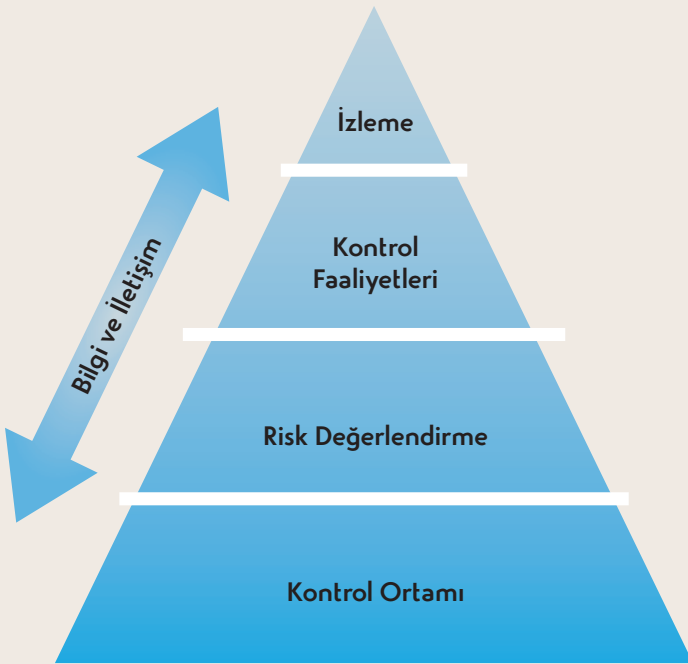 İzleme
Kontrol
Faaliyetleri
Bilgi ve İletişim
Risk Değerlendirme
Kontrol Ortamı